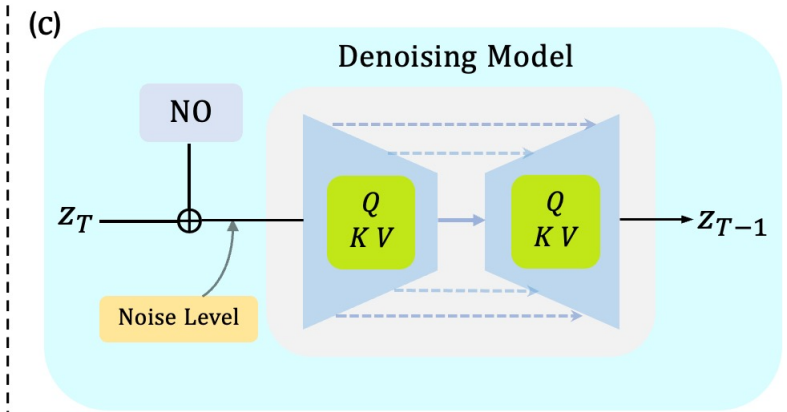 (c)
Denoising Model
NO
Q
K V
Q
K V
z_T
z_{T−1}
Noise Level